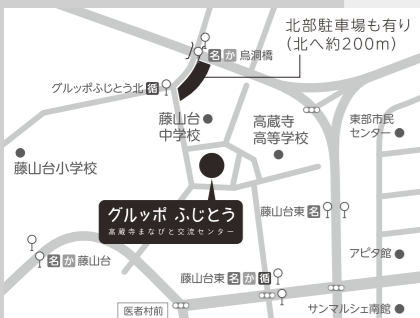 北部駐車場も有り
(北へ約200m)
名 か 烏洞橋
グルッポふじとう北 循
藤山台
中学校
高蔵寺
高等学校
東部市民
センター
藤山台小学校
グルッポ ふじとう
高蔵寺まなびと交流センター
藤山台東 名
名 か 藤山台
アピタ館
藤山台東 名 か 循
医者村前
サンマルシェ南館